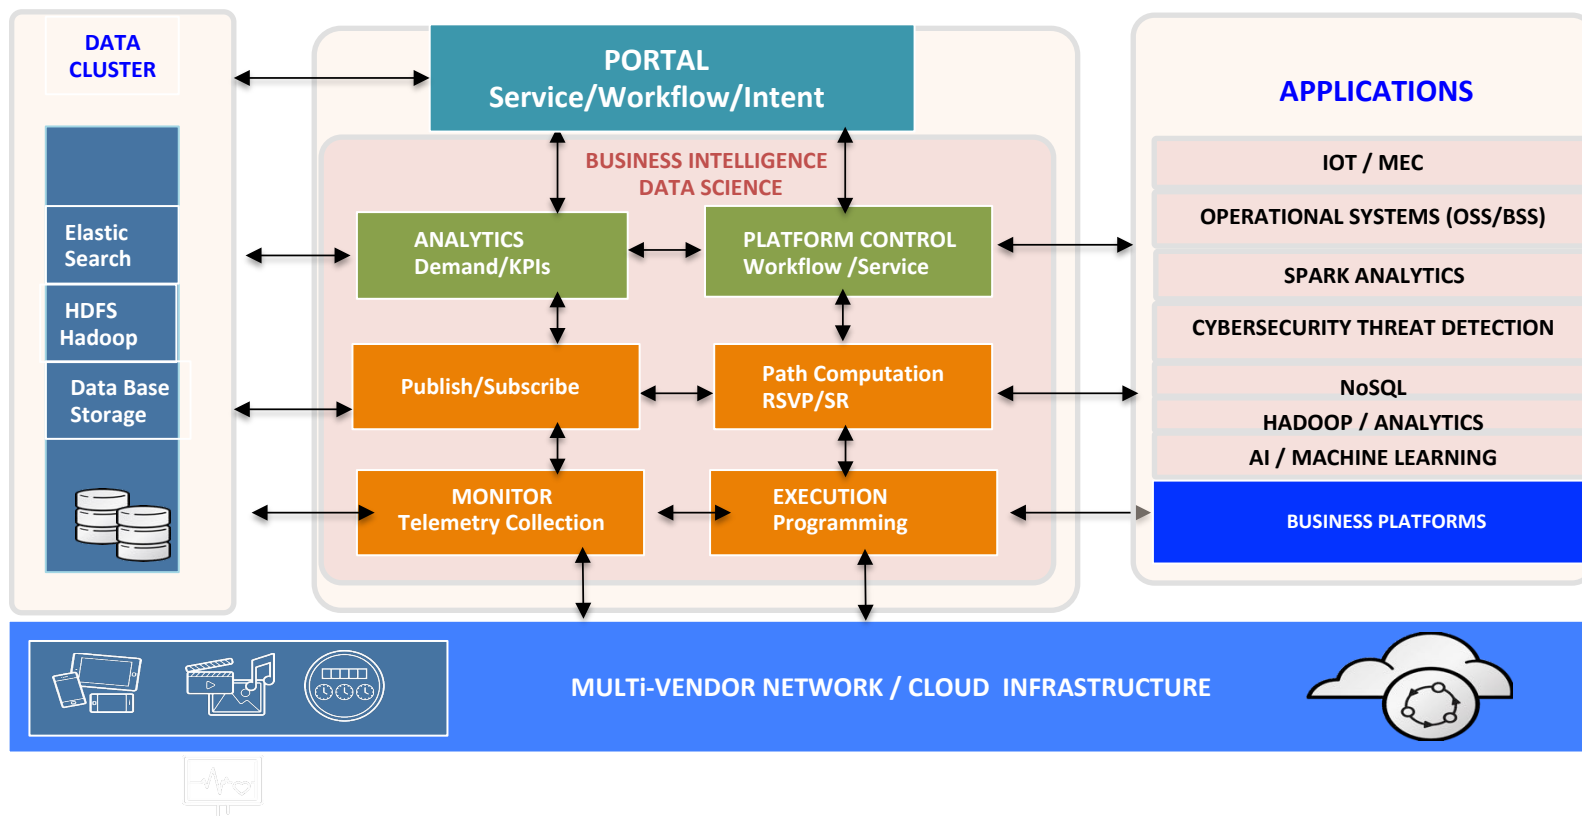 DATA
CLUSTER
Elastic
Search
HDFS
Hadoop
Data Base
Storage
PORTAL
Service/Workflow/Intent
BUSINESS INTELLIGENCE
DATA SCIENCE
ANALYTICS
Demand/KPIs
PLATFORM CONTROL
Workflow /Service
Publish/Subscribe
Path Computation
RSVP/SR
MONITOR
Telemetry Collection
EXECUTION
Programming
APPLICATIONS
IOT / MEC
OPERATIONAL SYSTEMS (OSS/BSS)
SPARK ANALYTICS
CYBERSECURITY THREAT DETECTION
NoSQL
HADOOP / ANALYTICS
AI / MACHINE LEARNING
BUSINESS PLATFORMS
MULTi-VENDOR NETWORK / CLOUD  INFRASTRUCTURE